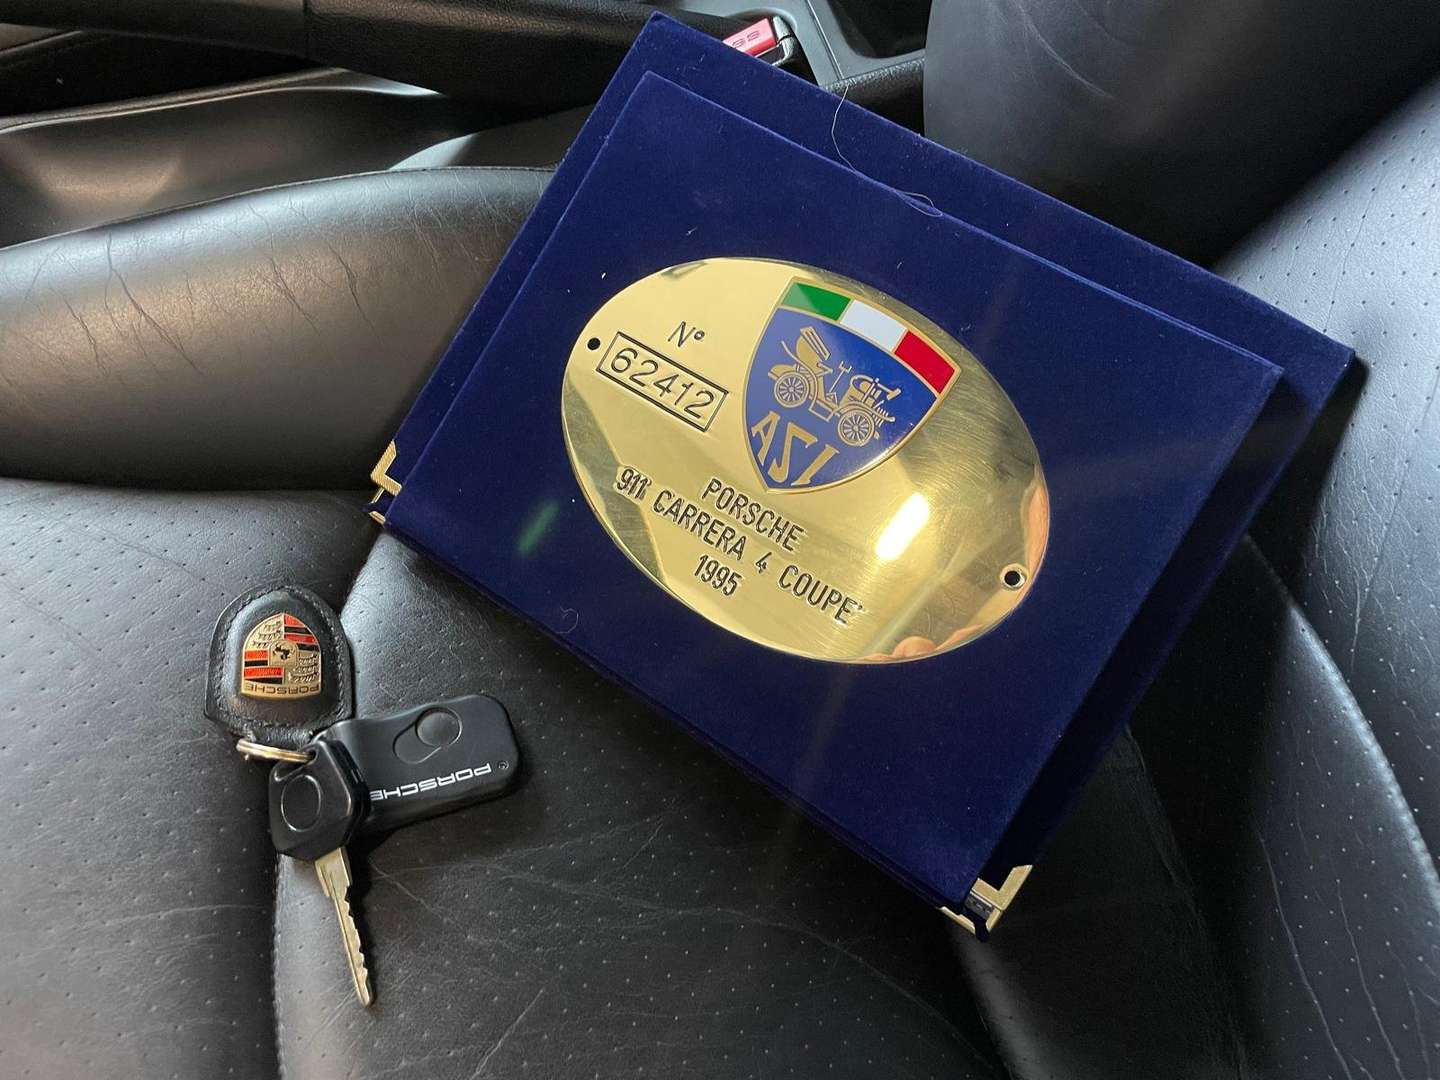 N°
62412
ASI
PORSCHE
911 CARRERA 4 COUPE'
1995
PORSCHE
PORSCHE